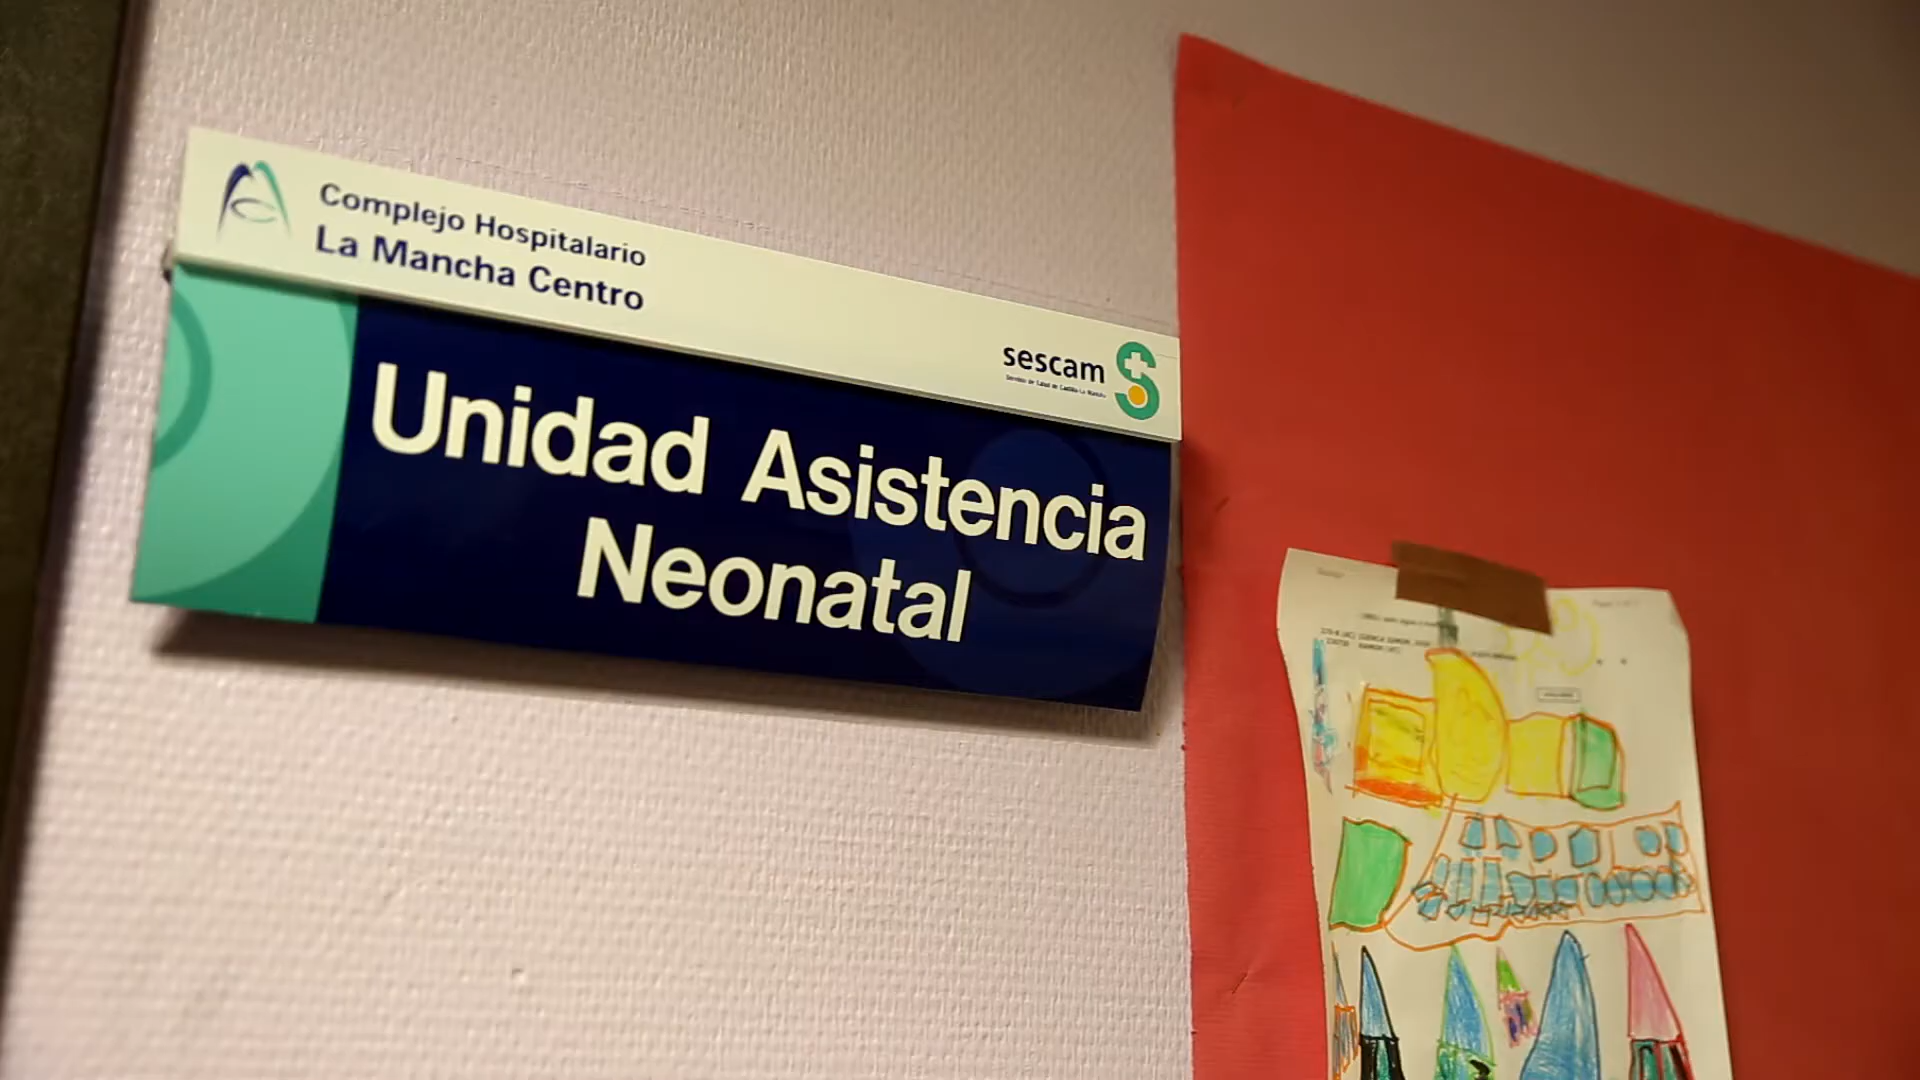 Complejo Hospitalario
La Mancha Centro
sescam
Servicio de Salud de Castilla-La Mancha
Unidad Asistencia
Neonatal